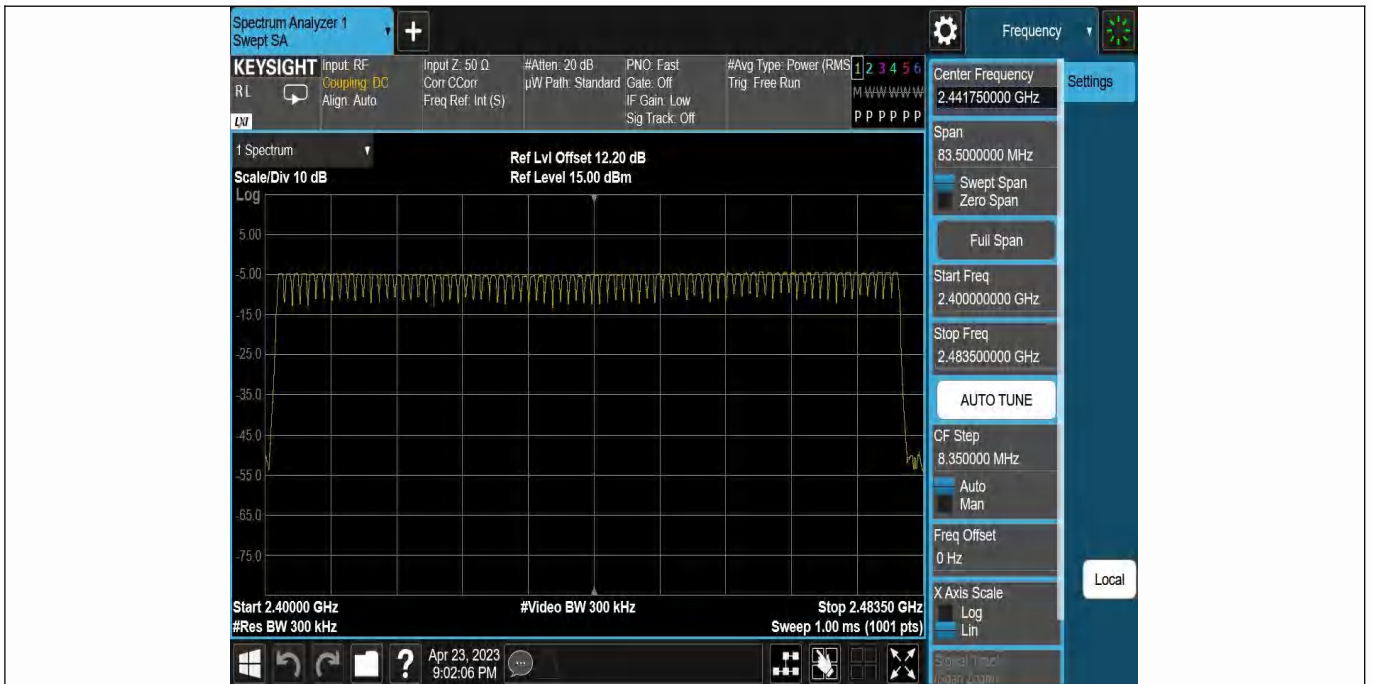 Spectrum Analyzer 1
Swept SA
+
Frequency
KEYSIGHT
RL
LXI
Input: RF
Coupling: DC
Align: Auto
Input Z: 50 Ω
Corr CCorr
Freq Ref: Int (S)
#Atten: 20 dB
µW Path: Standard
PNO: Fast
Gate: Off
IF Gain: Low
Sig Track: Off
#Avg Type: Power (RMS
Trig: Free Run
1 2 3 4 5 6
M W W W W W
P P P P P P
1 Spectrum
Scale/Div 10 dB
Ref Lvl Offset 12.20 dB
Ref Level 15.00 dBm
Log
5.00
-5.00
-15.0
-25.0
-35.0
-45.0
-55.0
-65.0
-75.0
Start 2.40000 GHz
#Res BW 300 kHz
#Video BW 300 kHz
Stop 2.48350 GHz
Sweep 1.00 ms (1001 pts)
Center Frequency
2.441750000 GHz
Settings
Span
83.5000000 MHz
Swept Span
Zero Span
Full Span
Start Freq
2.400000000 GHz
Stop Freq
2.483500000 GHz
AUTO TUNE
CF Step
8.350000 MHz
Auto
Man
Freq Offset
0 Hz
X Axis Scale
Log
Lin
Signal Track
(Span Zoom)
Local
?
Apr 23, 2023
9:02:06 PM